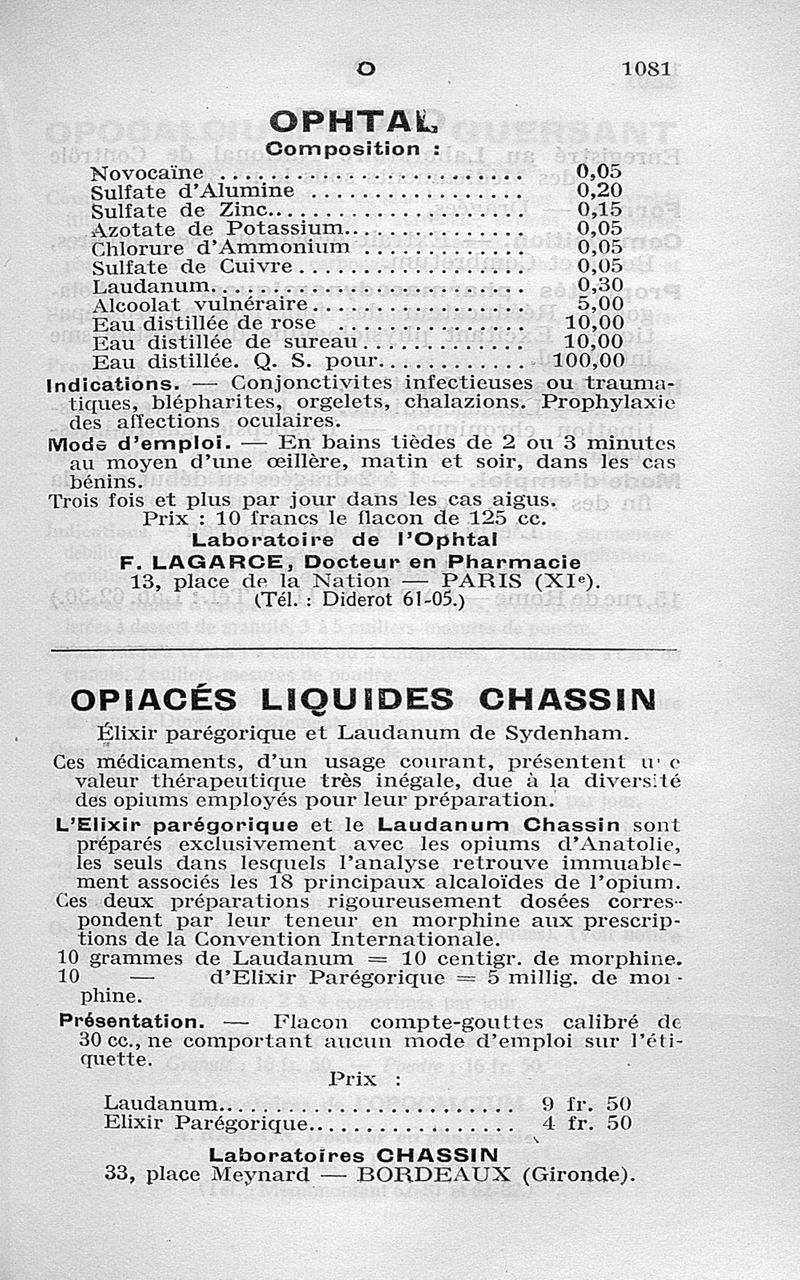 O 1081
OPHTAL
Composition :
Novocaïne . . . . . . . . . . . . . . . . . . . . 0,05
Sulfate d'Alumine . . . . . . . . . . . . . . 0,20
Sulfate de Zinc. . . . . . . . . . . . . . . . . 0,15
Azotate de Potassium. . . . . . . . . . . . 0,05
Chlorure d'Ammonium . . . . . . . . . . . 0,05
Sulfate de Cuivre . . . . . . . . . . . . . . . 0,05
Laudanum. . . . . . . . . . . . . . . . . . . . 0,30
Alcoolat vulnéraire . . . . . . . . . . . . . . 5,00
Eau distillée de rose . . . . . . . . . . . . 10,00
Eau distillée de sureau . . . . . . . . . . . 10,00
Eau distillée. Q. S. pour. . . . . . . . . . . 100,00
Indications. — Conjonctivites infectieuses ou trauma-
tiques, blépharites, orgelets, chalazions. Prophylaxie
des affections oculaires.
Mode d'emploi. — En bains tièdes de 2 ou 3 minutes
au moyen d'une œillère, matin et soir, dans les cas
bénins.
Trois fois et plus par jour dans les cas aigus.
Prix : 10 francs le flacon de 125 cc.
Laboratoire de l'Ophtal
F. LAGARCE, Docteur en Pharmacie
13, place de la Nation — PARIS (XIe).
(Tél. : Diderot 61-05.)
OPIACÉS LIQUIDES CHASSIN
Élixir parégorique et Laudanum de Sydenham.
Ces médicaments, d'un usage courant, présentent
valeur thérapeutique très inégale, due à la diversité
des opiums employés pour leur préparation.
L'Elixir parégorique et le Laudanum Chassin sont
préparés exclusivement avec les opiums d'Anatolie,
les seuls dans lesquels l'analyse retrouve immuable-
ment associés les 18 principaux alcaloïdes de l'opium.
Ces deux préparations rigoureusement dosées corres-
pondent par leur teneur en morphine aux prescrip-
tions de la Convention Internationale.
10 grammes de Laudanum = 10 centigr. de morphine.
10 — d'Elixir Parégorique = 5 millig. de mor-
phine.
Présentation. — Flacon compte-gouttes calibré de
30 cc., ne comportant aucun mode d'emploi sur l'éti-
quette.
Prix :
Laudanum. . . . . . . . . . . . . . . . . . . . 9 fr. 50
Elixir Parégorique. . . . . . . . . . . . . . . 4 fr. 50
Laboratoires CHASSIN
33, place Meynard — BORDEAUX (Gironde).